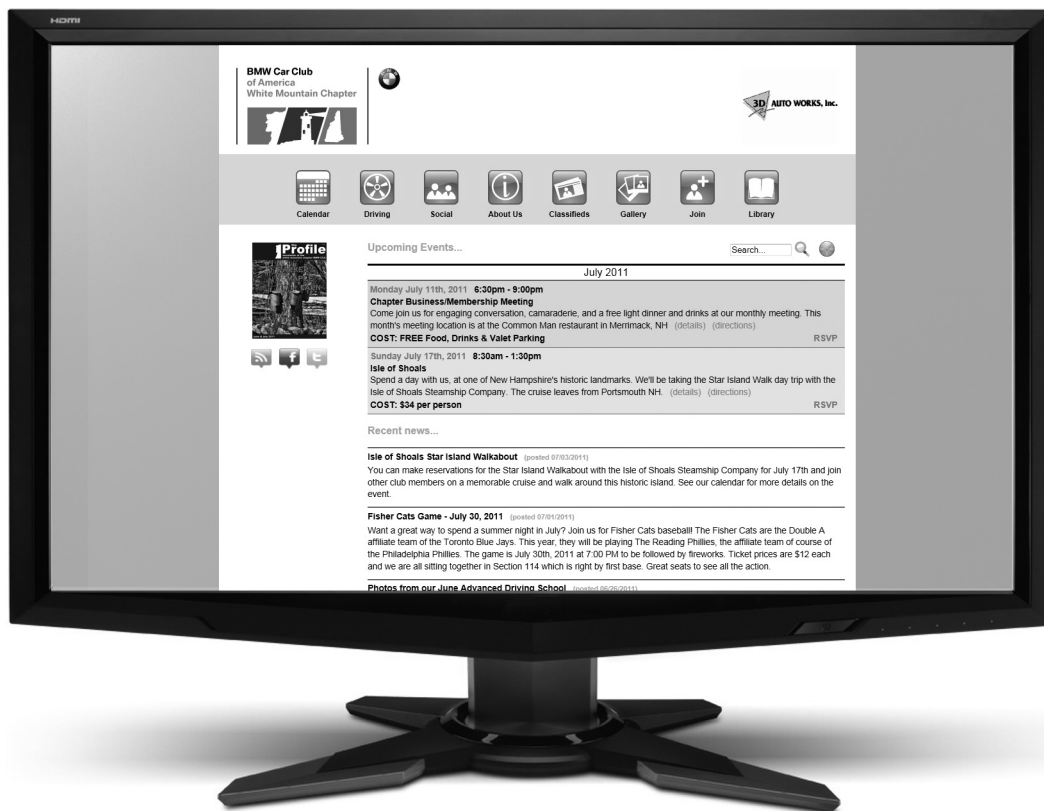 HDMI
BMW Car Club
of America
White Mountain Chapter
3D AUTO WORKS, Inc.
Calendar Driving Social About Us Classifieds Gallery Join Library
Profile
Upcoming Events...
Search...
July 2011
Monday July 11th, 2011 6:30pm - 9:00pm
Chapter Business/Membership Meeting
Come join us for engaging conversation, camaraderie, and a free light dinner and drinks at our monthly meeting. This
month's meeting location is at the Common Man restaurant in Merrimack, NH (details) (directions)
COST: FREE Food, Drinks & Valet Parking RSVP
Sunday July 17th, 2011 8:30am - 1:30pm
Isle of Shoals
Spend a day with us, at one of New Hampshire's historic landmarks. We'll be taking the Star Island Walk day trip with the
Isle of Shoals Steamship Company. The cruise leaves from Portsmouth NH. (details) (directions)
COST: $34 per person RSVP
Recent news...
Isle of Shoals Star Island Walkabout (posted 07/03/2011)
You can make reservations for the Star Island Walkabout with the Isle of Shoals Steamship Company for July 17th and join
other club members on a memorable cruise and walk around this historic island. See our calendar for more details on the
event.
Fisher Cats Game - July 30, 2011 (posted 07/01/2011)
Want a great way to spend a summer night in July? Join us for Fisher Cats baseball! The Fisher Cats are the Double A
affiliate team of the Toronto Blue Jays. This year, they will be playing The Reading Phillies, the affiliate team of course of
the Philadelphia Phillies. The game is July 30th, 2011 at 7:00 PM to be followed by fireworks. Ticket prices are $12 each
and we are all sitting together in Section 114 which is right by first base. Great seats to see all the action.
Photos from our June Advanced Driving School (posted 06/26/2011)